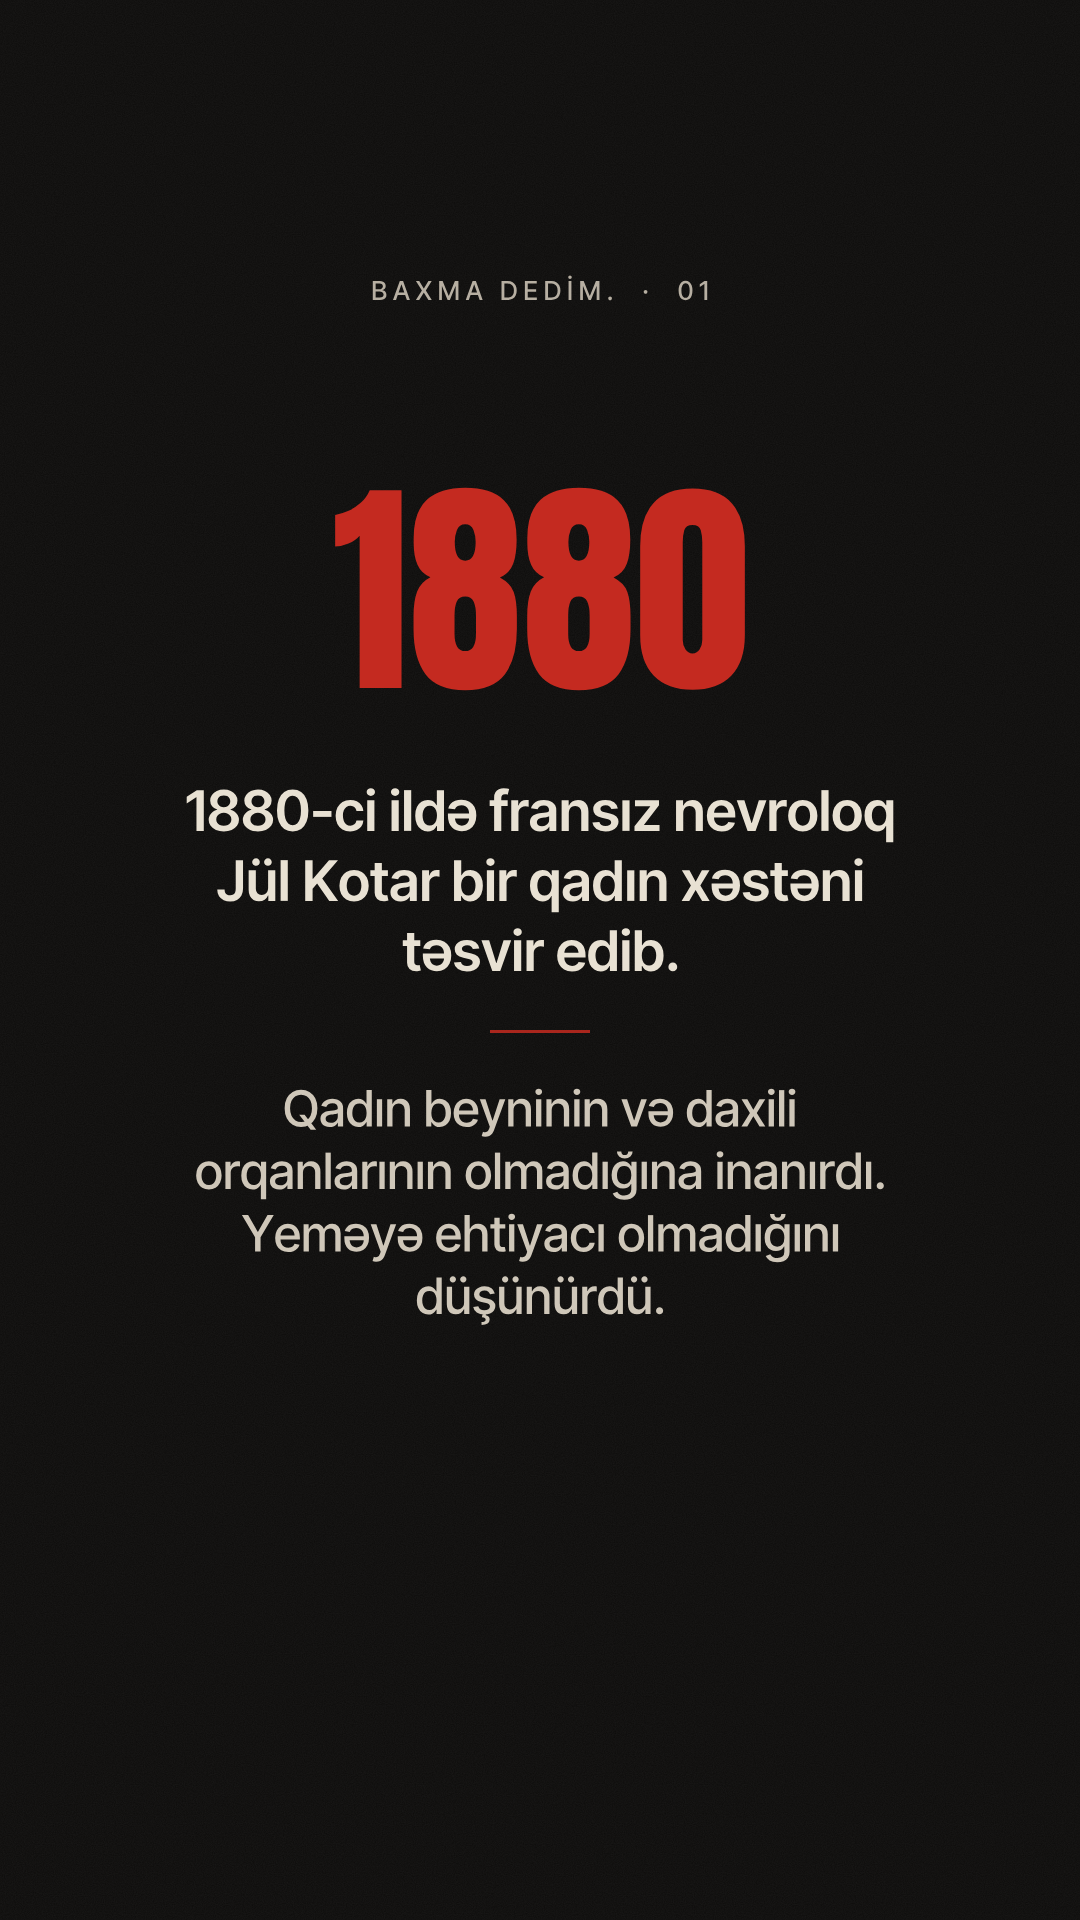 BAXMA DEDİM. · 01
1880
1880-ci ildə fransız nevroloq
Jül Kotar bir qadın xəstəni
təsvir edib.
Qadın beyninin və daxili
orqanlarının olmadığına inanırdı.
Yeməyə ehtiyacı olmadığını
düşünürdü.